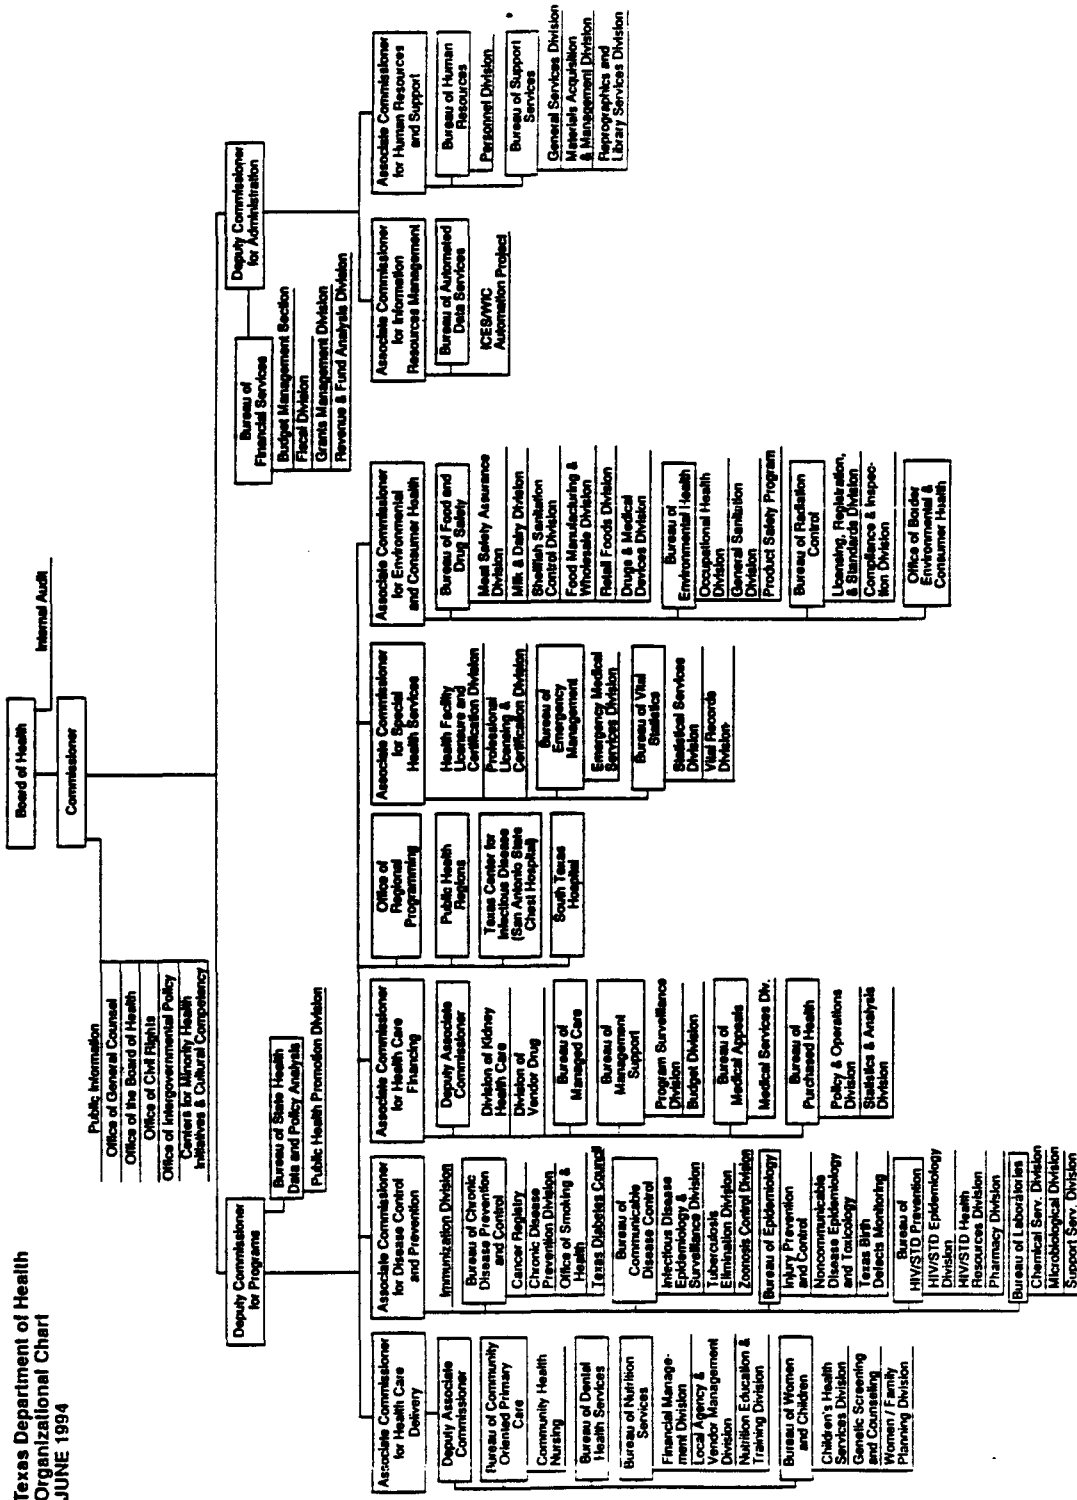 Texas Department of Health
Organizational Chart
JUNE 1994
Board of Health
Internal Audit
Commissioner
Public Information
Office of General Counsel
Office of the Board of Health
Office of Civil Rights
Office of Intergovernmental Policy
Centers for Minority Health
Initiatives & Cultural Competency
Deputy Commissioner
for Programs
Bureau of State Health
Data and Policy Analysis
Public Health Promotion Division
Deputy Commissioner
for Administration
Bureau of
Financial Services
Budget Management Section
Fiscal Division
Grants Management Division
Revenue & Fund Analysis Division
Associate Commissioner
for Health Care
Delivery
Deputy Associate
Commissioner
Bureau of Community
Oriented Primary
Care
Community Health
Nursing
Bureau of Dental
Health Services
Bureau of Nutrition
Services
Financial Manage-
ment Division
Local Agency &
Vendor Management
Division
Nutrition Education &
Training Division
Bureau of Women
and Children
Children's Health
Services Division
Genetic Screening
and Counseling
Women / Family
Planning Division
Associate Commissioner
for Disease Control
and Prevention
Immunization Division
Bureau of Chronic
Disease Prevention
and Control
Cancer Registry
Chronic Disease
Prevention Division
Office of Smoking &
Health
Texas Diabetes Council
Bureau of
Communicable
Disease Control
Infectious Disease
Epidemiology &
Surveillance Division
Tuberculosis
Elimination Division
Zoonosis Control Division
Bureau of Epidemiology
Injury Prevention
and Control
Noncommunicable
Disease Epidemiology
and Toxicology
Texas Birth
Defects Monitoring
Bureau of
HIV/STD Prevention
HIV/STD Epidemiology
Division
HIV/STD Health
Resources Division
Pharmacy Division
Bureau of Laboratories
Chemical Serv. Division
Microbiological Division
Support Serv. Division
Associate Commissioner
for Health Care
Financing
Deputy Associate
Commissioner
Division of Kidney
Health Care
Division of
Vendor Drug
Bureau of
Managed Care
Bureau of
Management
Support
Program Surveillance
Division
Budget Division
Bureau of
Medical Appeals
Medical Services Div.
Bureau of
Purchased Health
Policy & Operations
Division
Statistics & Analysis
Division
Office of
Regional
Programming
Public Health
Regions
Texas Center for
Infectious Disease
(San Antonio State
Chest Hospital)
South Texas
Hospital
Associate Commissioner
for Special
Health Services
Health Facility
Licensure and
Certification Division
Professional
Licensing &
Certification Division
Bureau of
Emergency
Management
Emergency Medical
Services Division
Bureau of Vital
Statistics
Statistical Services
Division
Vital Records
Division
Associate Commissioner
for Environmental
and Consumer Health
Bureau of Food and
Drug Safety
Meat Safety Assurance
Division
Milk & Dairy Division
Shellfish Sanitation
Control Division
Food Manufacturing &
Wholesale Division
Retail Foods Division
Drugs & Medical
Devices Division
Bureau of
Environmental Health
Occupational Health
Division
General Sanitation
Division
Product Safety Program
Bureau of Radiation
Control
Licensing, Registration,
& Standards Division
Compliance & Inspec-
tion Division
Office of Border
Environmental &
Consumer Health
Associate Commissioner
for Information
Resources Management
Bureau of Automated
Data Services
ICES/WIC
Automation Project
Associate Commissioner
for Human Resources
and Support
Bureau of Human
Resources
Personnel Division
Bureau of Support
Services
General Services Division
Materials Acquisition
& Management Division
Reprographics and
Library Services Division